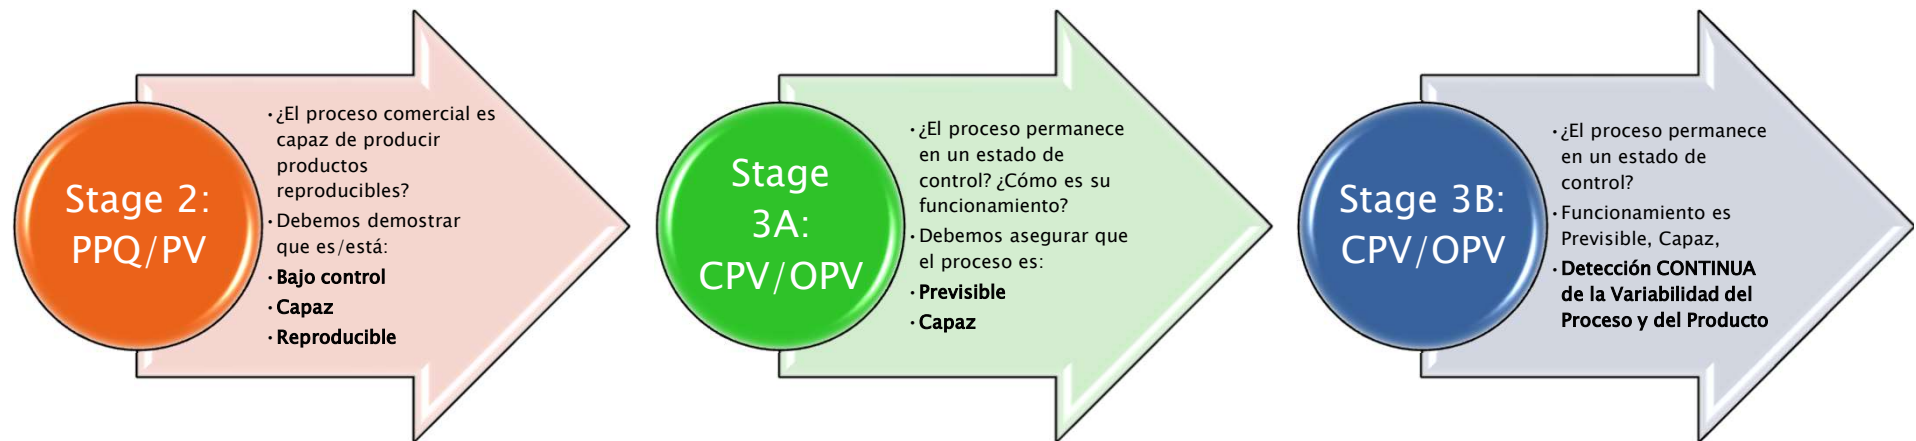 Stage 2:
PPQ/PV
· ¿El proceso comercial es
capaz de producir
productos
reproducibles?
· Debemos demostrar
que es/está:
· Bajo control
· Capaz
· Reproducible
Stage
3A:
CPV/OPV
· ¿El proceso permanece
en un estado de
control? ¿Cómo es su
funcionamiento?
· Debemos asegurar que
el proceso es:
· Previsible
· Capaz
Stage 3B:
CPV/OPV
· ¿El proceso permanece
en un estado de
control?
· Funcionamiento es
Previsible, Capaz,
· Detección CONTINUA
de la Variabilidad del
Proceso y del Producto